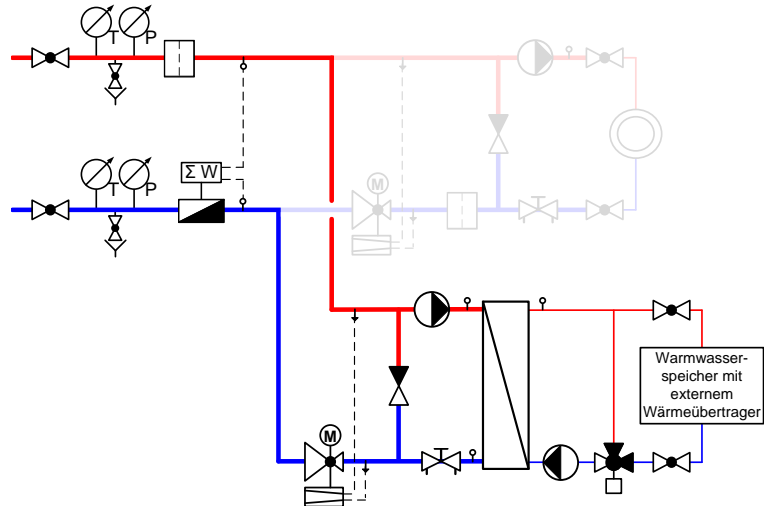 T
P
M
Σ W
T
P
M
Warmwasser-
speicher mit
externem
Wärmeübertrager